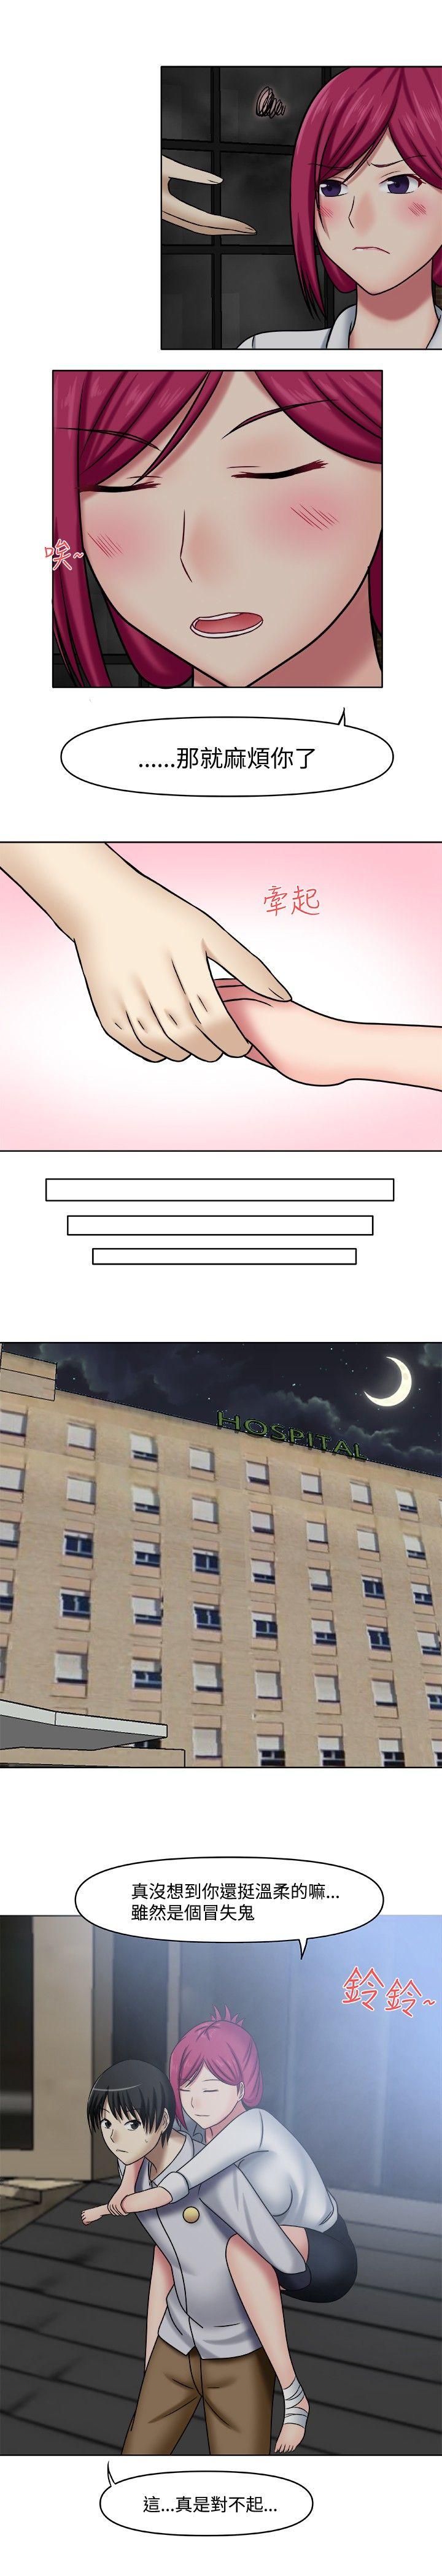 唉~
......那就麻煩你了
牽起
HOSPITAL
真沒想到你還挺溫柔的嘛...
雖然是個冒失鬼
鈴鈴~
這...真是對不起...